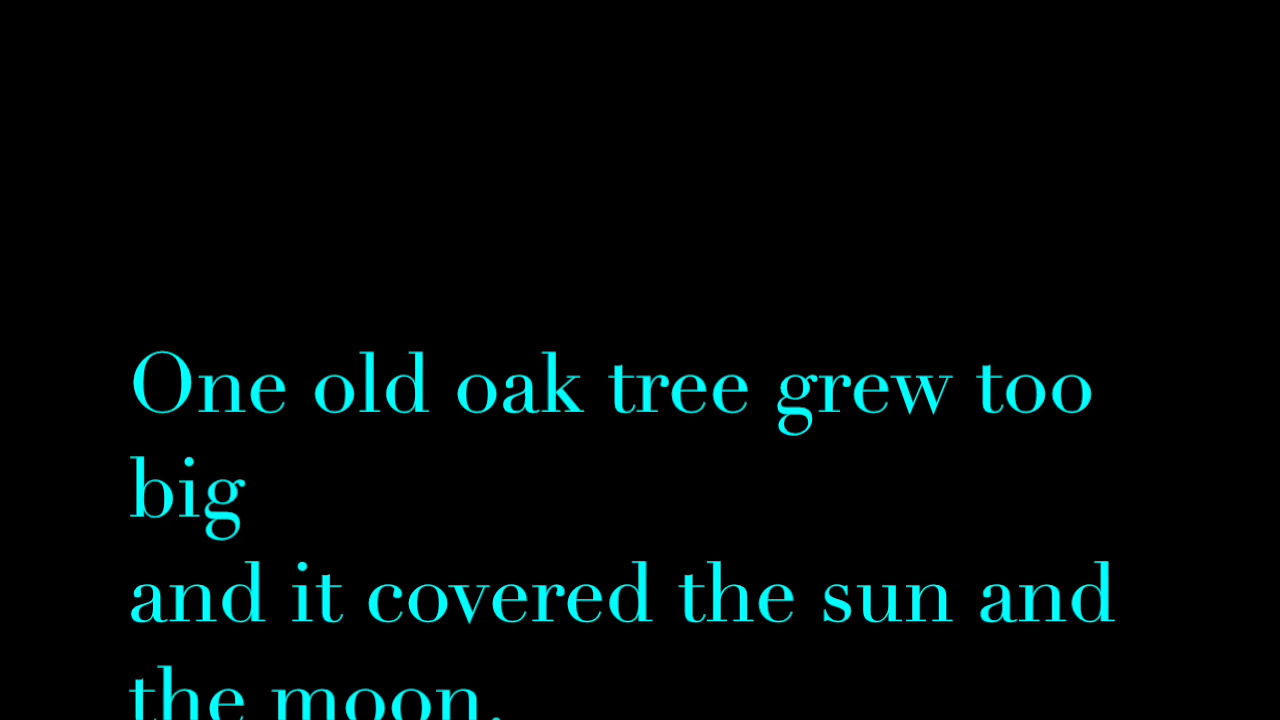 One old oak tree grew too
big
and it covered the sun and
the moon.